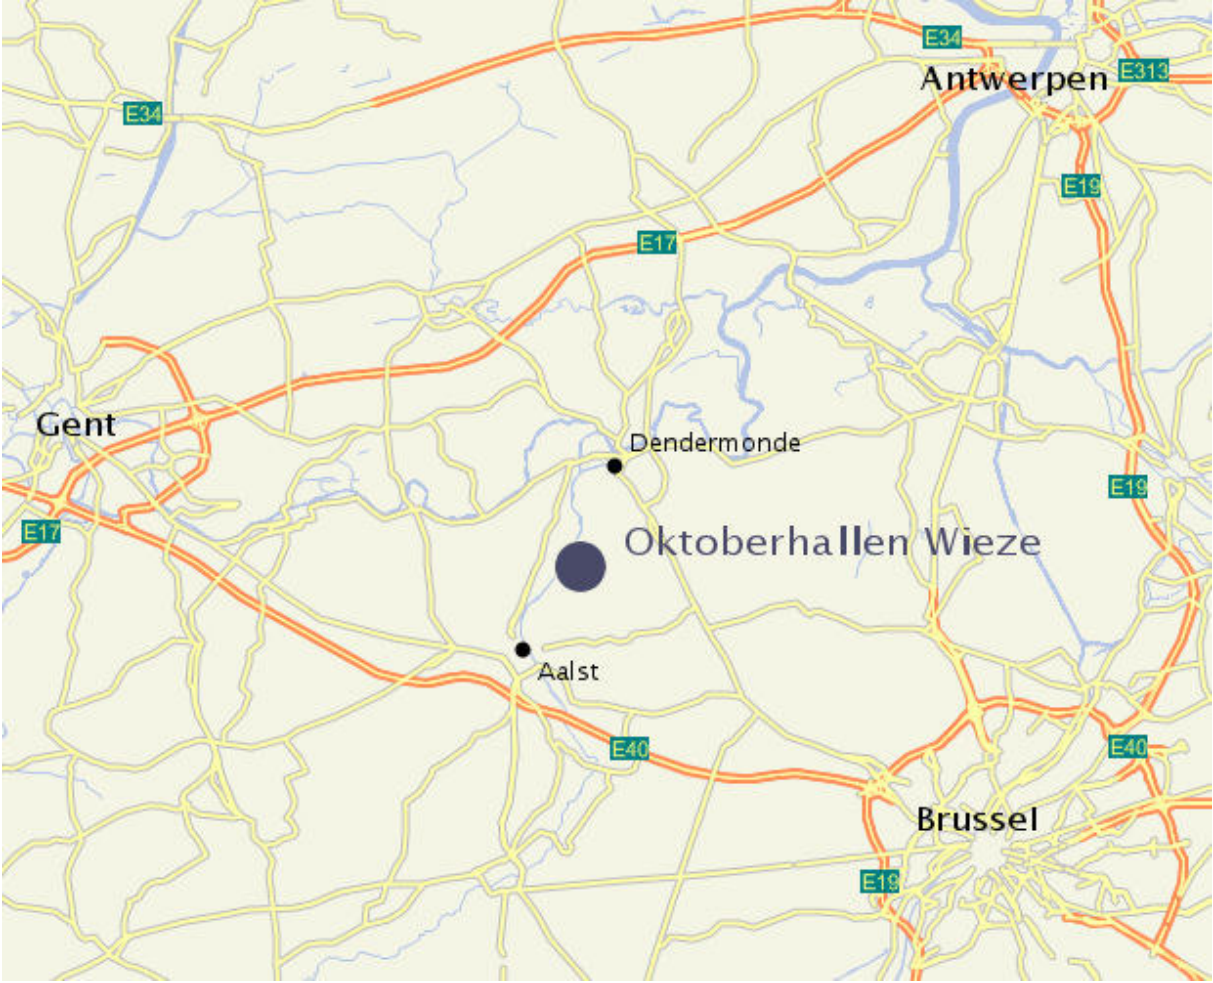 E34
Antwerpen
E313
E34
E19
E17
Gent
Dendermonde
E19
E17
Oktoberhallen Wieze
Aalst
E40
E40
Brussel
E19